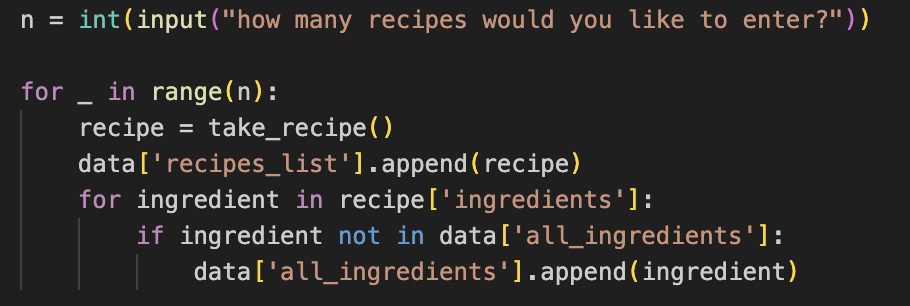 n = int(input("how many recipes would you like to enter?"))
for _ in range(n):
    recipe = take_recipe()
    data['recipes_list'].append(recipe)
    for ingredient in recipe['ingredients']:
        if ingredient not in data['all_ingredients']:
            data['all_ingredients'].append(ingredient)